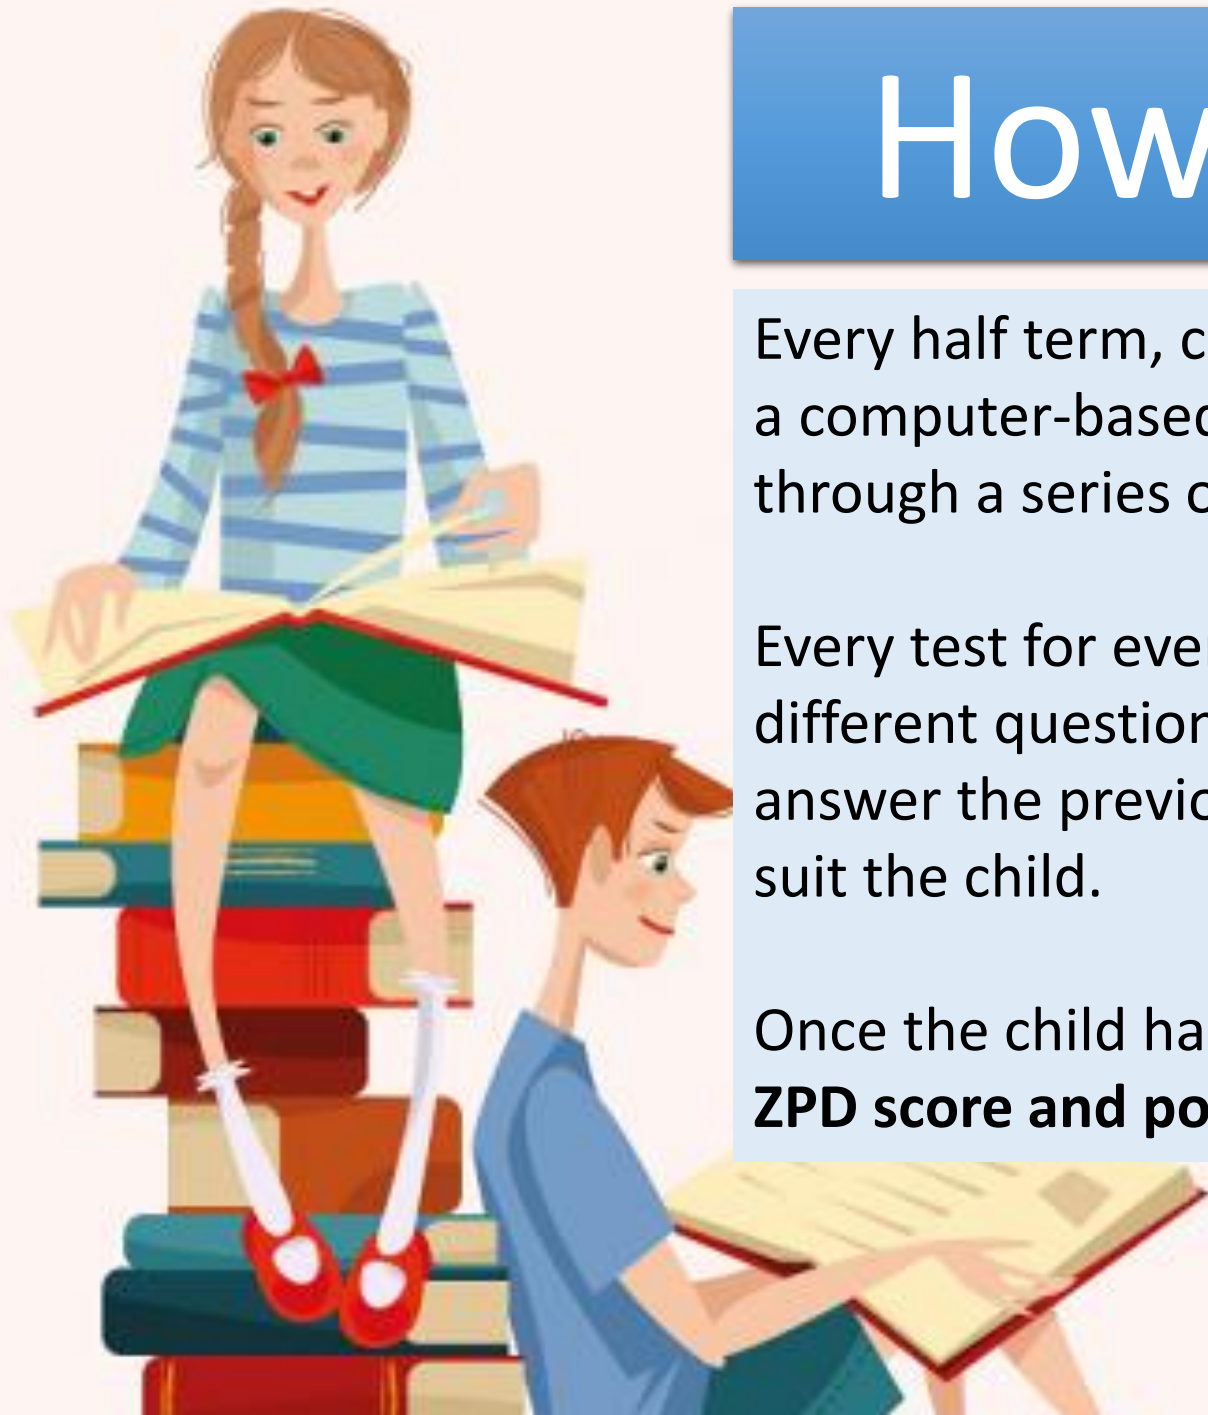 How
Every half term, c
a computer-based
through a series o
Every test for ever
different question
answer the previo
suit the child.
Once the child ha
ZPD score and po